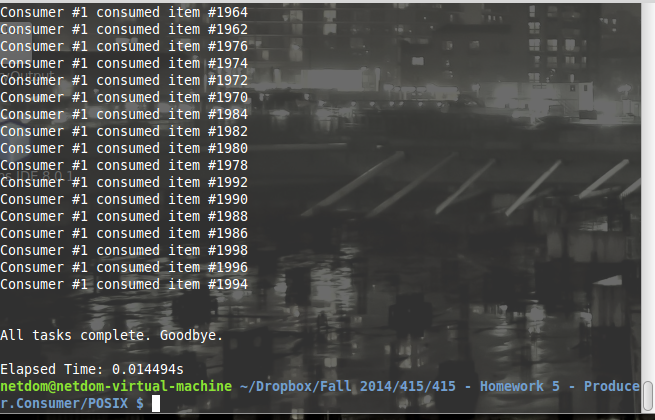 Consumer #1 consumed item #1964
Consumer #1 consumed item #1962
Consumer #1 consumed item #1976
Consumer #1 consumed item #1974
Consumer #1 consumed item #1972
Consumer #1 consumed item #1970
Consumer #1 consumed item #1984
Consumer #1 consumed item #1982
Consumer #1 consumed item #1980
Consumer #1 consumed item #1978
Consumer #1 consumed item #1992
Consumer #1 consumed item #1990
Consumer #1 consumed item #1988
Consumer #1 consumed item #1986
Consumer #1 consumed item #1998
Consumer #1 consumed item #1996
Consumer #1 consumed item #1994
All tasks complete. Goodbye.
Elapsed Time: 0.014494s
netdom@netdom-virtual-machine ~/Dropbox/Fall 2014/415/415 - Homework 5 - Produce
r.Consumer/POSIX $